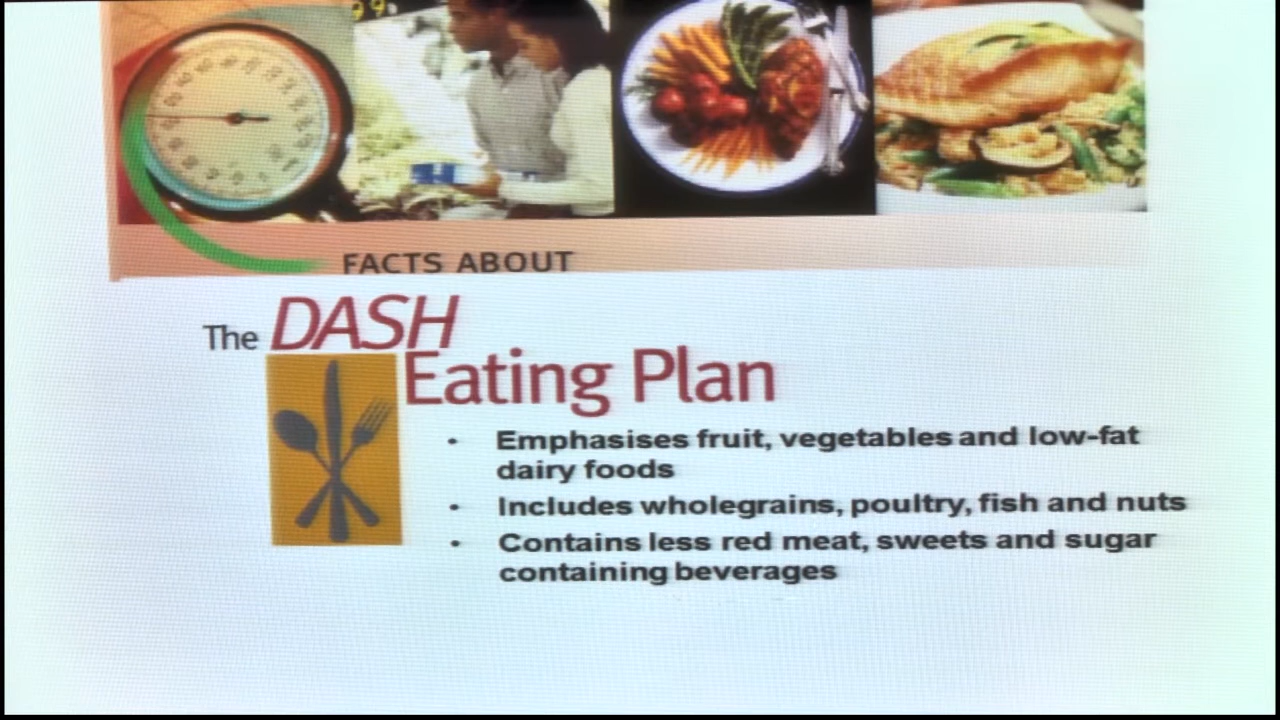 FACTS ABOUT
The DASH
Eating Plan
• Emphasises fruit, vegetables and low-fat
dairy foods
• Includes wholegrains, poultry, fish and nuts
• Contains less red meat, sweets and sugar
containing beverages